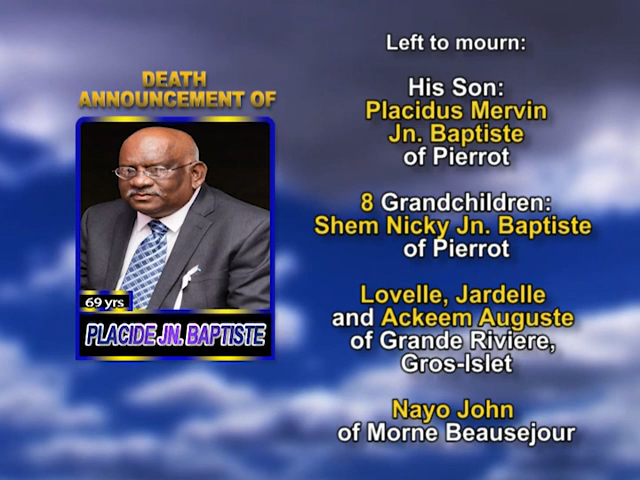 DEATH
ANNOUNCEMENT OF
69 yrs
PLACIDE JN. BAPTISTE
Left to mourn:
His Son:
Placidus Mervin
Jn. Baptiste
of Pierrot
8 Grandchildren:
Shem Nicky Jn. Baptiste
of Pierrot
Lovelle, Jardelle
and Ackeem Auguste
of Grande Riviere,
Gros-Islet
Nayo John
of Morne Beausejour